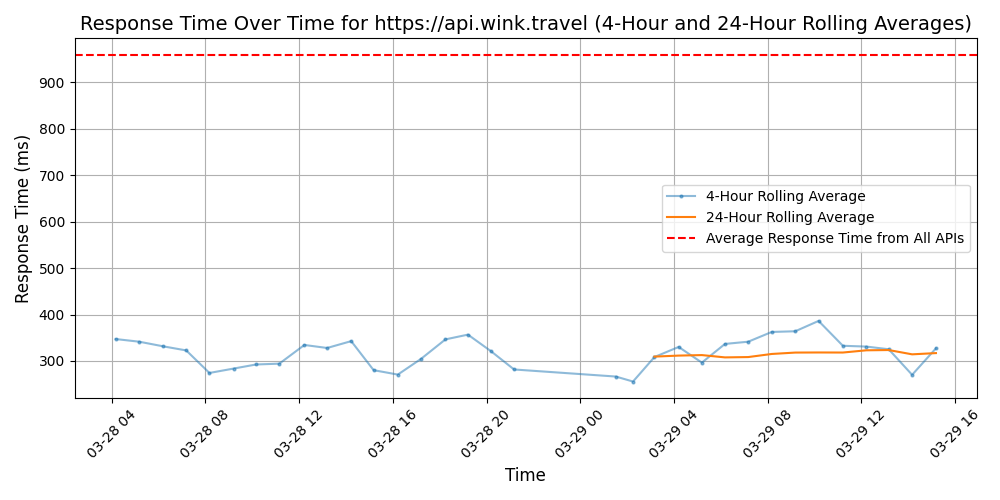 Response Time Over Time for https://api.wink.travel (4-Hour and 24-Hour Rolling Averages)
Response Time (ms)
900
800
700
600
500
400
300
4-Hour Rolling Average
24-Hour Rolling Average
Average Response Time from All APIs
03-28 04
03-28 08
03-28 12
03-28 16
03-28 20
03-29 00
03-29 04
03-29 08
03-29 12
03-29 16
Time